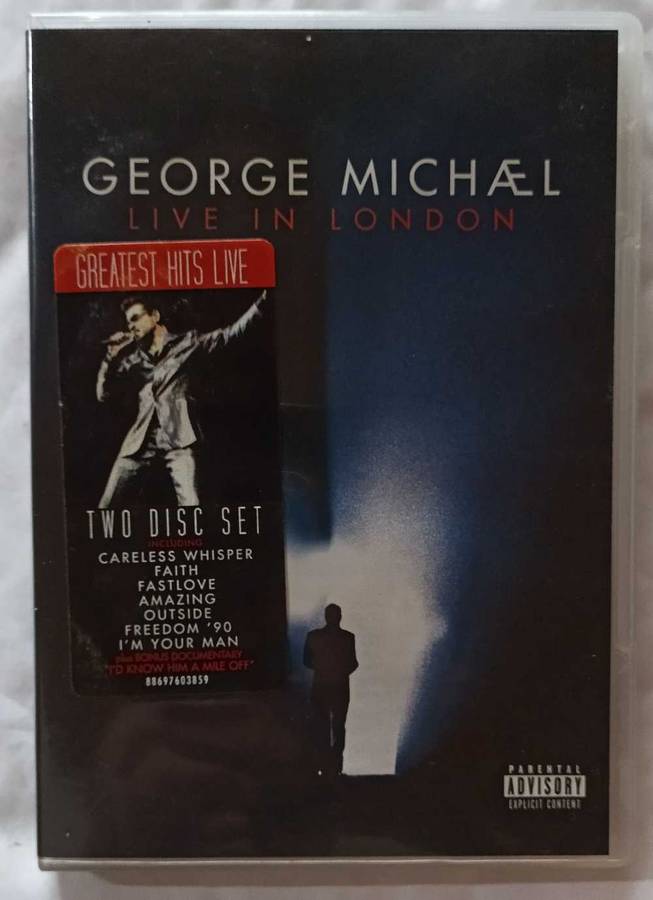 GEORGE MICHÆL
LIVE IN LONDON
GREATEST HITS LIVE
TWO DISC SET
INCLUDING
CARELESS WHISPER
FAITH
FASTLOVE
AMAZING
OUTSIDE
FREEDOM '90
I'M YOUR MAN
plus BONUS DOCUMENTARY
"I'D KNOW HIM A MILE OFF"
88697603859
PARENTAL
ADVISORY
EXPLICIT CONTENT